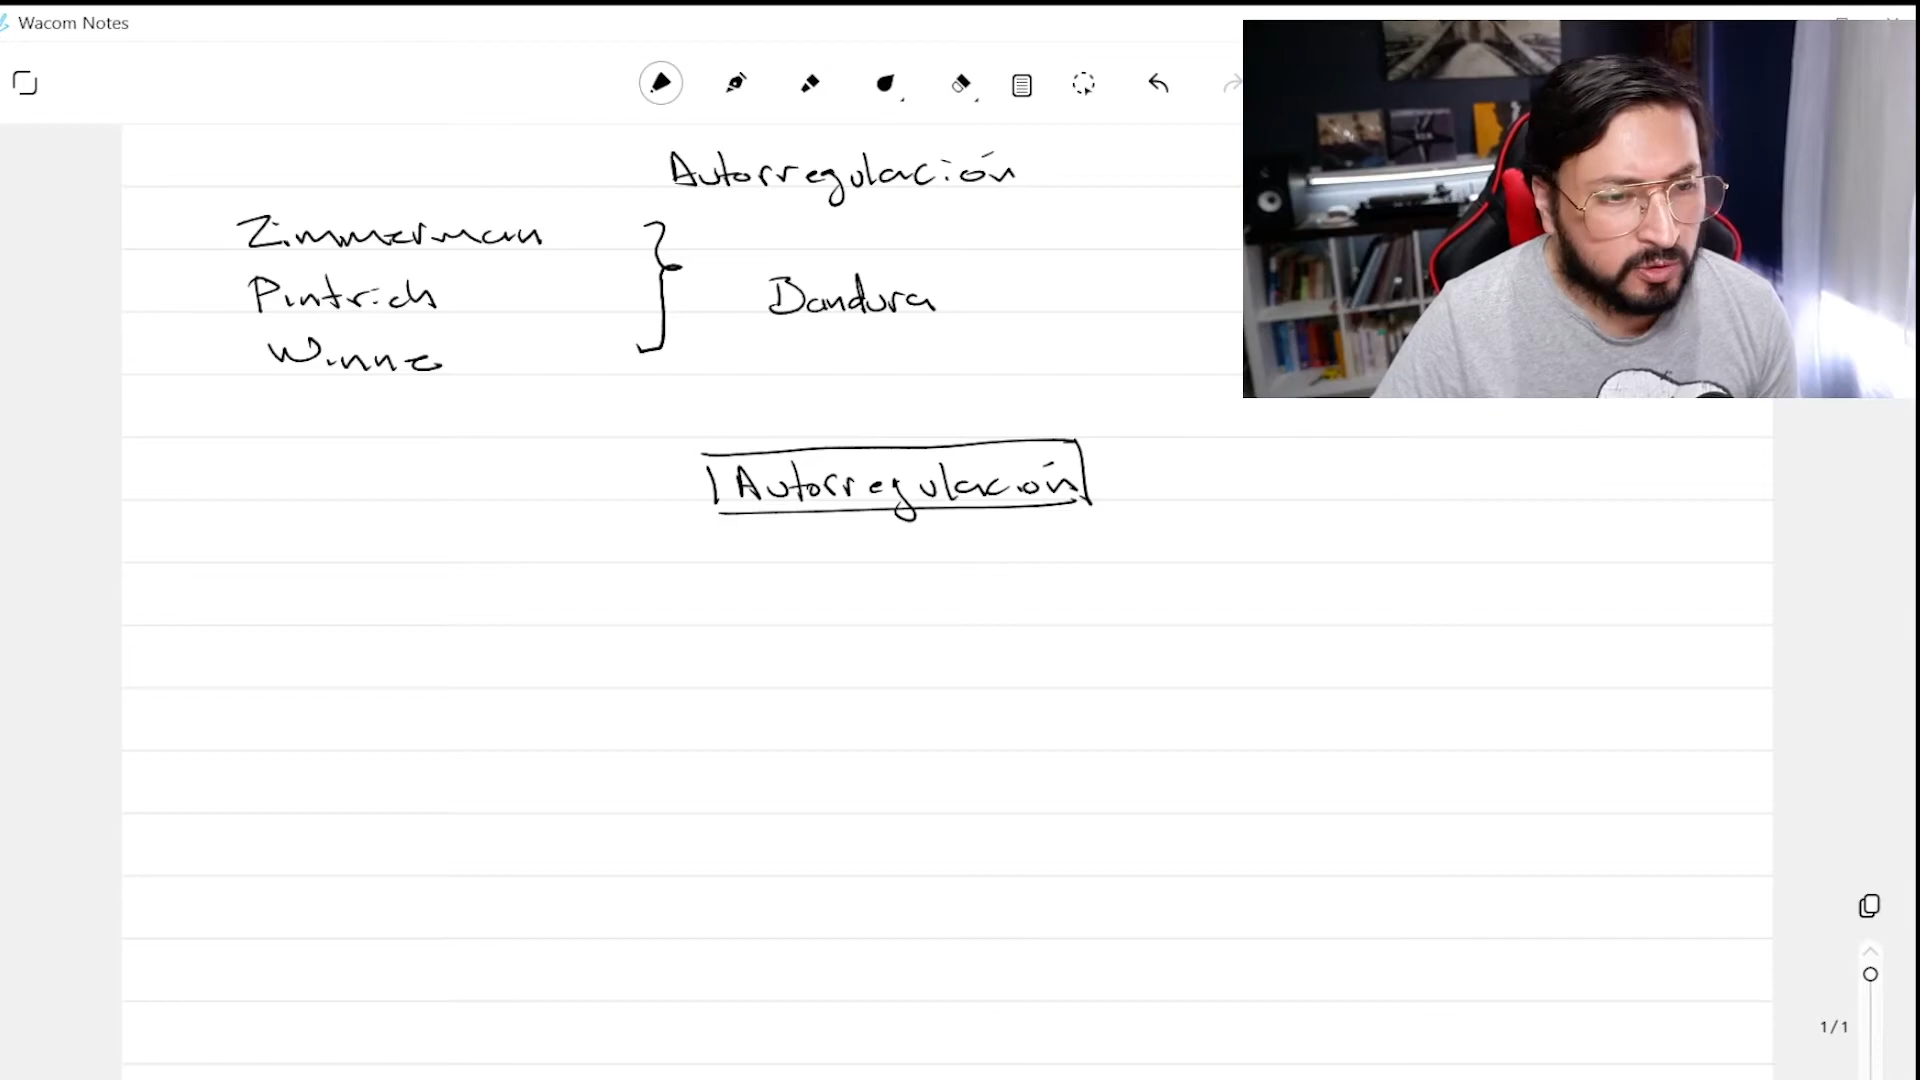 Wacom Notes
Autorregulación
Zimmerman
Pintrich
Winne
Bandura
Autorregulación
1/1